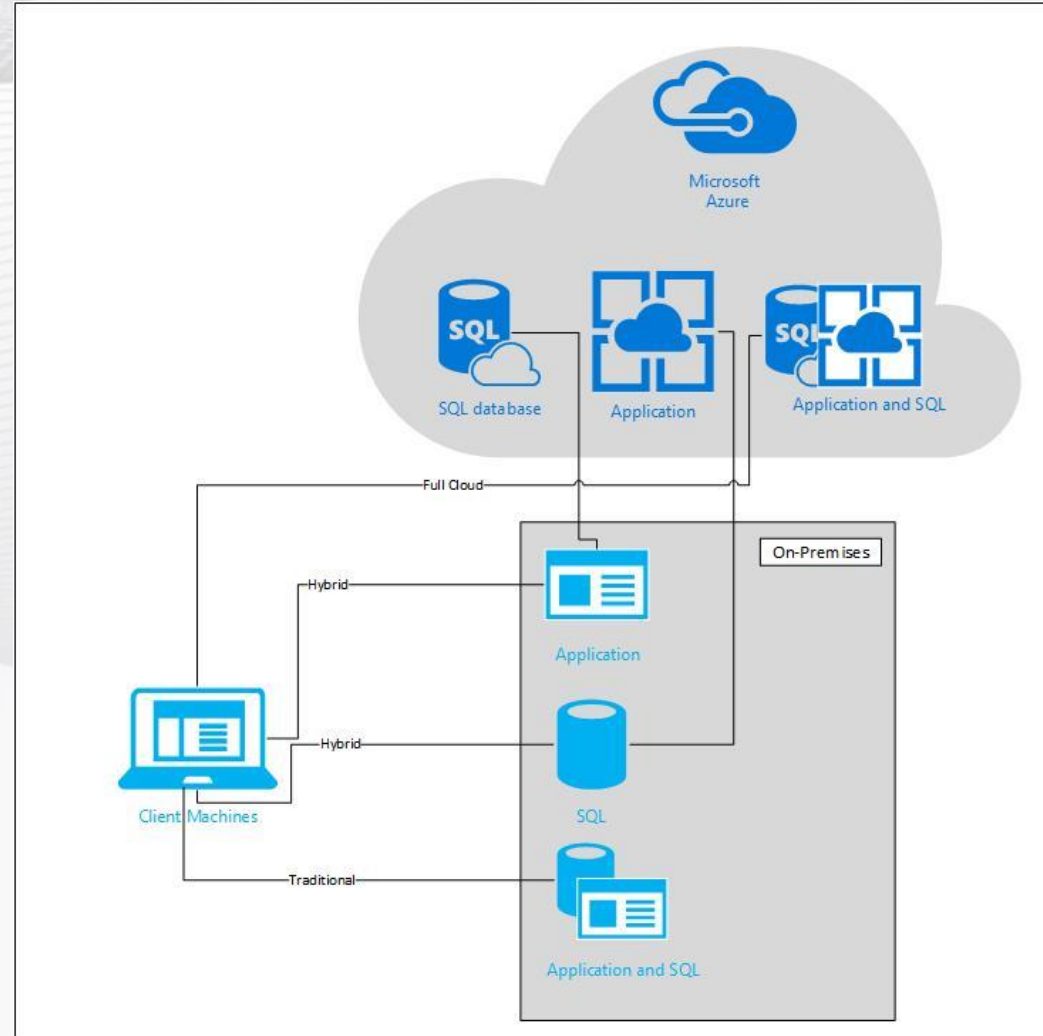 Microsoft
Azure
SQL
SQL
SQL database
Application
Application and SQL
Full Cloud
On-Premises
Hybrid
Application
Hybrid
Client Machines
SQL
Traditional
Application and SQL